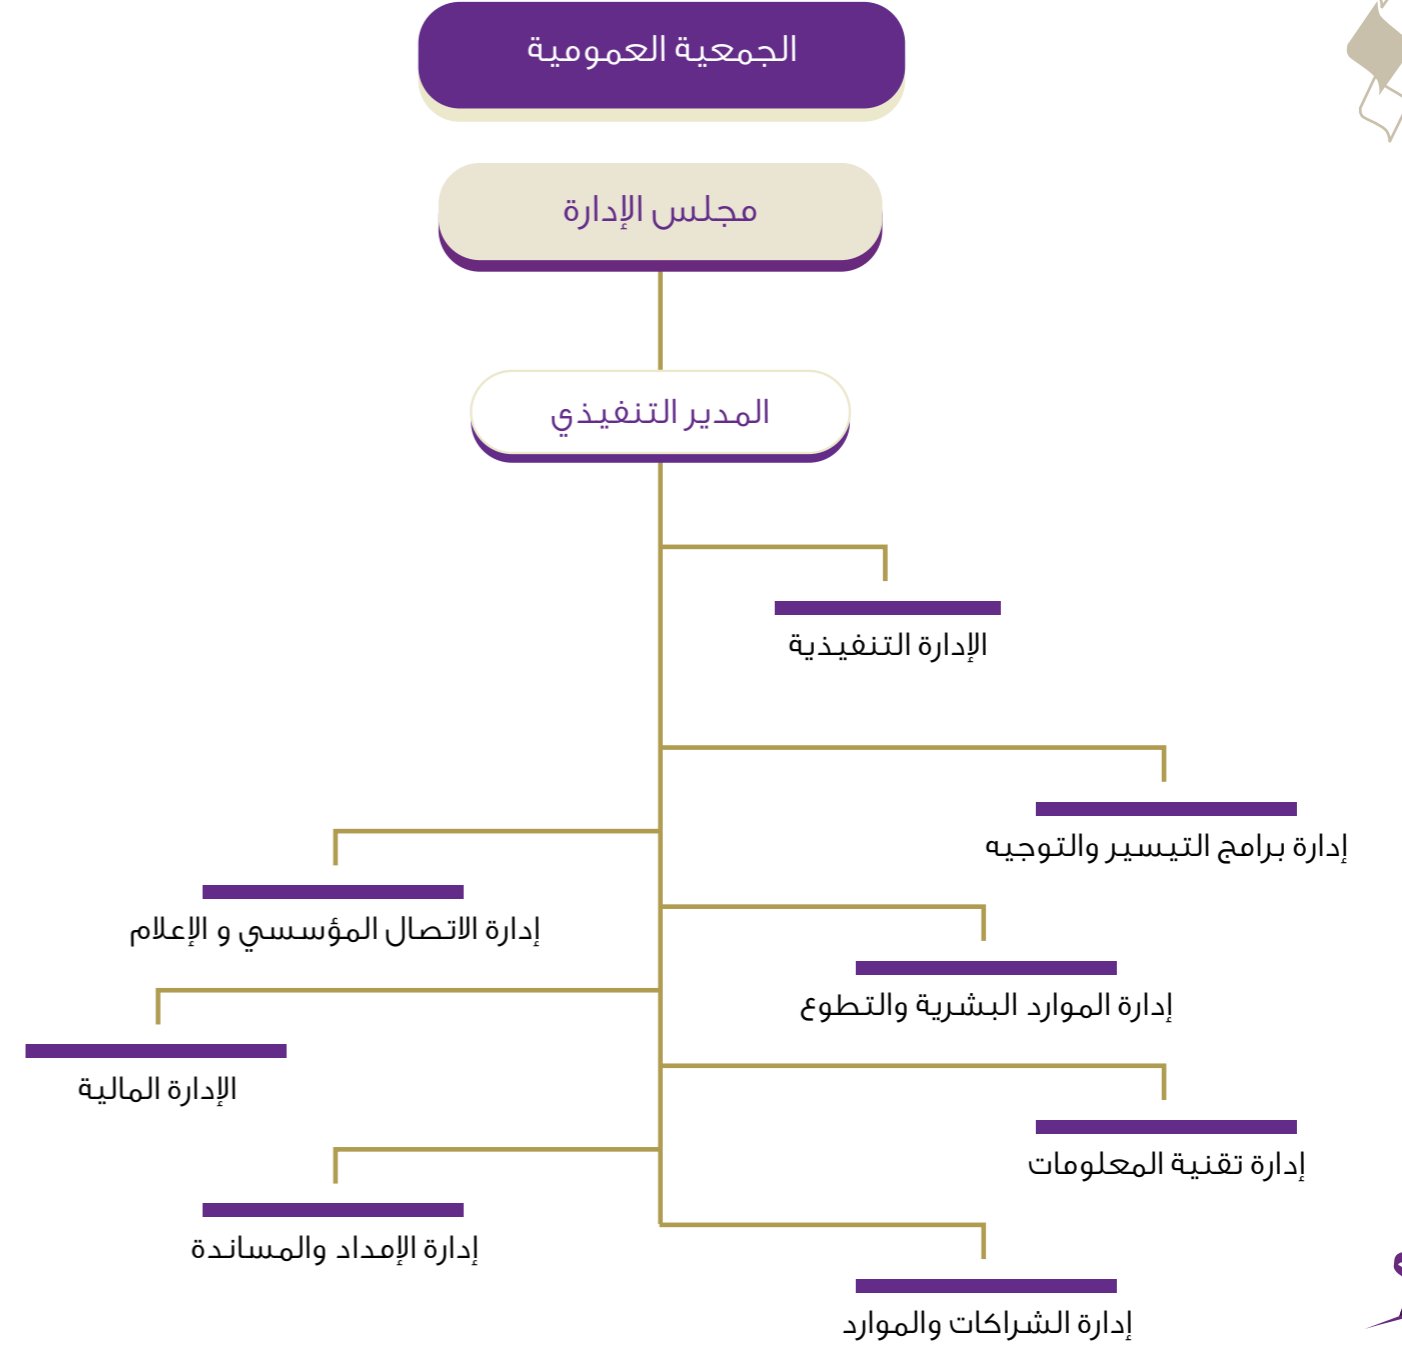 الجمعية العمومية
مجلس الإدارة
المدير التنفيذي
الإدارة التنفيذية
إدارة برامج التيسير والتوجيه
إدارة الاتصال المؤسسي و الإعلام
إدارة الموارد البشرية والتطوع
الإدارة المالية
إدارة تقنية المعلومات
إدارة الإمداد والمساندة
إدارة الشراكات والموارد